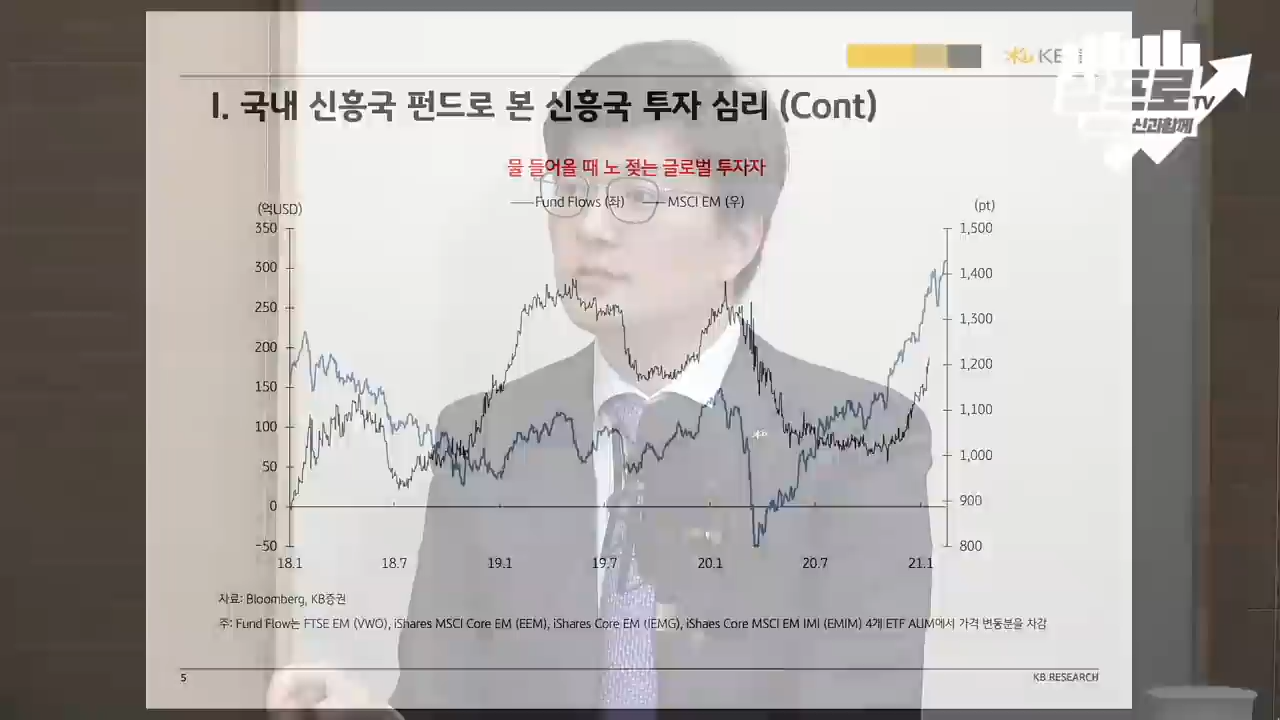 KB
삼프로TV
신과함께
I. 국내 신흥국 펀드로 본 신흥국 투자 심리 (Cont)
물 들어올 때 노 젖는 글로벌 투자자
(억USD)
Fund Flows (좌) MSCI EM (우)
(pt)
350 1,500
300 1,400
250 1,300
200 1,200
150 1,100
100 1,000
50 900
0 800
-50
18.1 18.7 19.1 19.7 20.1 20.7 21.1
자료: Bloomberg, KB증권
주: Fund Flow는 FTSE EM (VWO), iShares MSCI Core EM (EEM), iShares Core EM (IEMG), iShaes Core MSCI EM IMI (EMIM) 4개 ETF AUM에서 가격 변동분을 차감
5 KB RESEARCH